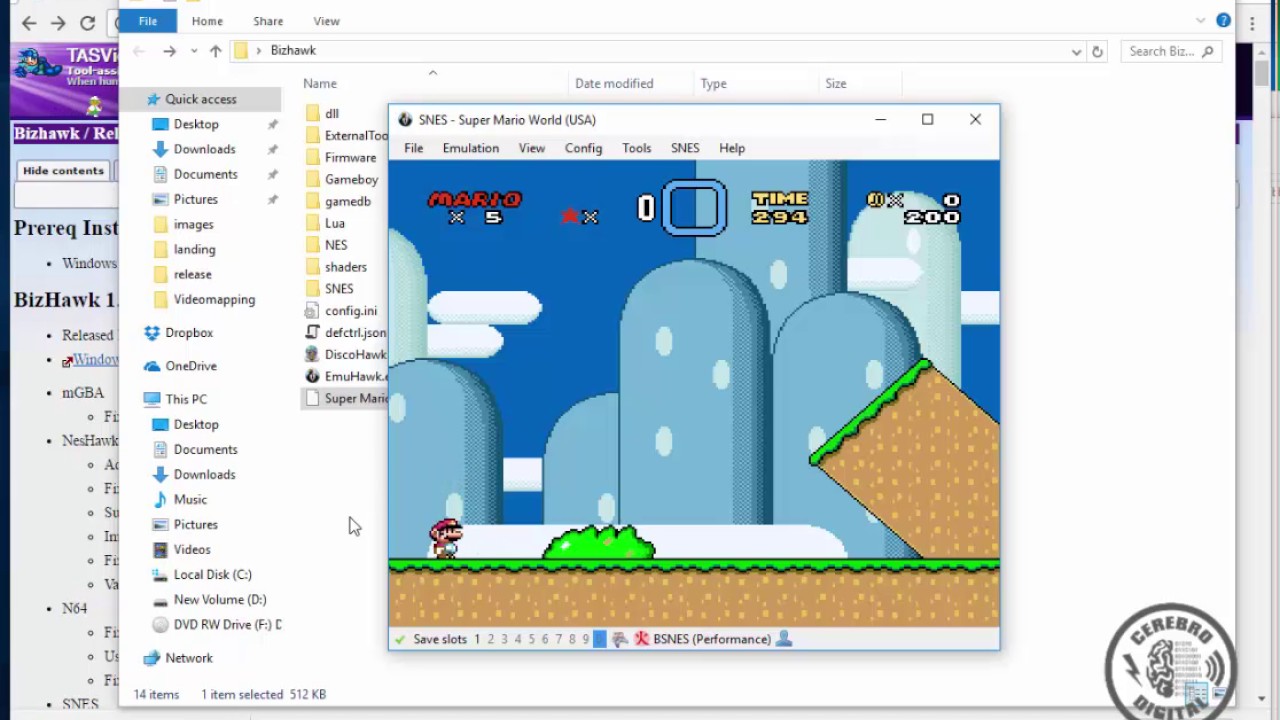 File
Home
Share
View
Bizhawk
Search Biz...
TASVi
Tool-assi
When hum
Bizhawk / Rel
Hide contents
Prereq Inst
Windows
BizHawk 1.
Released
Window
mGBA
Fi
NesHawk
Ac
Fi
Su
Im
Fi
Va
N64
Fi
Us
Fi
SNES
Quick access
Desktop
Downloads
Documents
Pictures
images
landing
release
Videomapping
Dropbox
OneDrive
This PC
Desktop
Documents
Downloads
Music
Pictures
Videos
Local Disk (C:)
New Volume (D:)
DVD RW Drive (F:) D
Network
14 items 1 item selected 512 KB
Name Date modified Type Size
dll
ExternalToo
Firmware
Gameboy
gamedb
Lua
NES
shaders
SNES
config.ini
defctrl.json
DiscoHawk
EmuHawk.e
Super Mario
SNES - Super Mario World (USA)
File Emulation View Config Tools SNES Help
MARIO TIME
x 5 x 0 294 x 0
200
Save slots 1 2 3 4 5 6 7 8 9 BSNES (Performance)
CEREBRO
DIGITAL